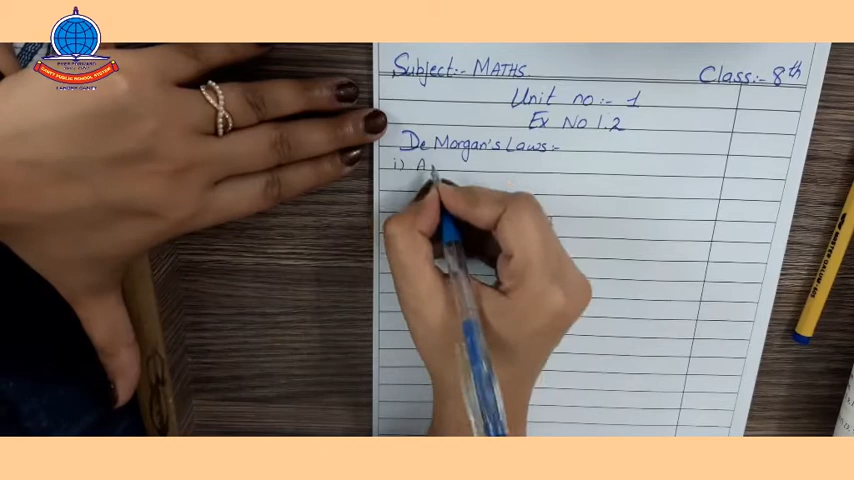 Subject:- MATHS
Class:- 8th
Unit no:- 1
Ex No 1.2
De Morgan's Laws:-
i) A